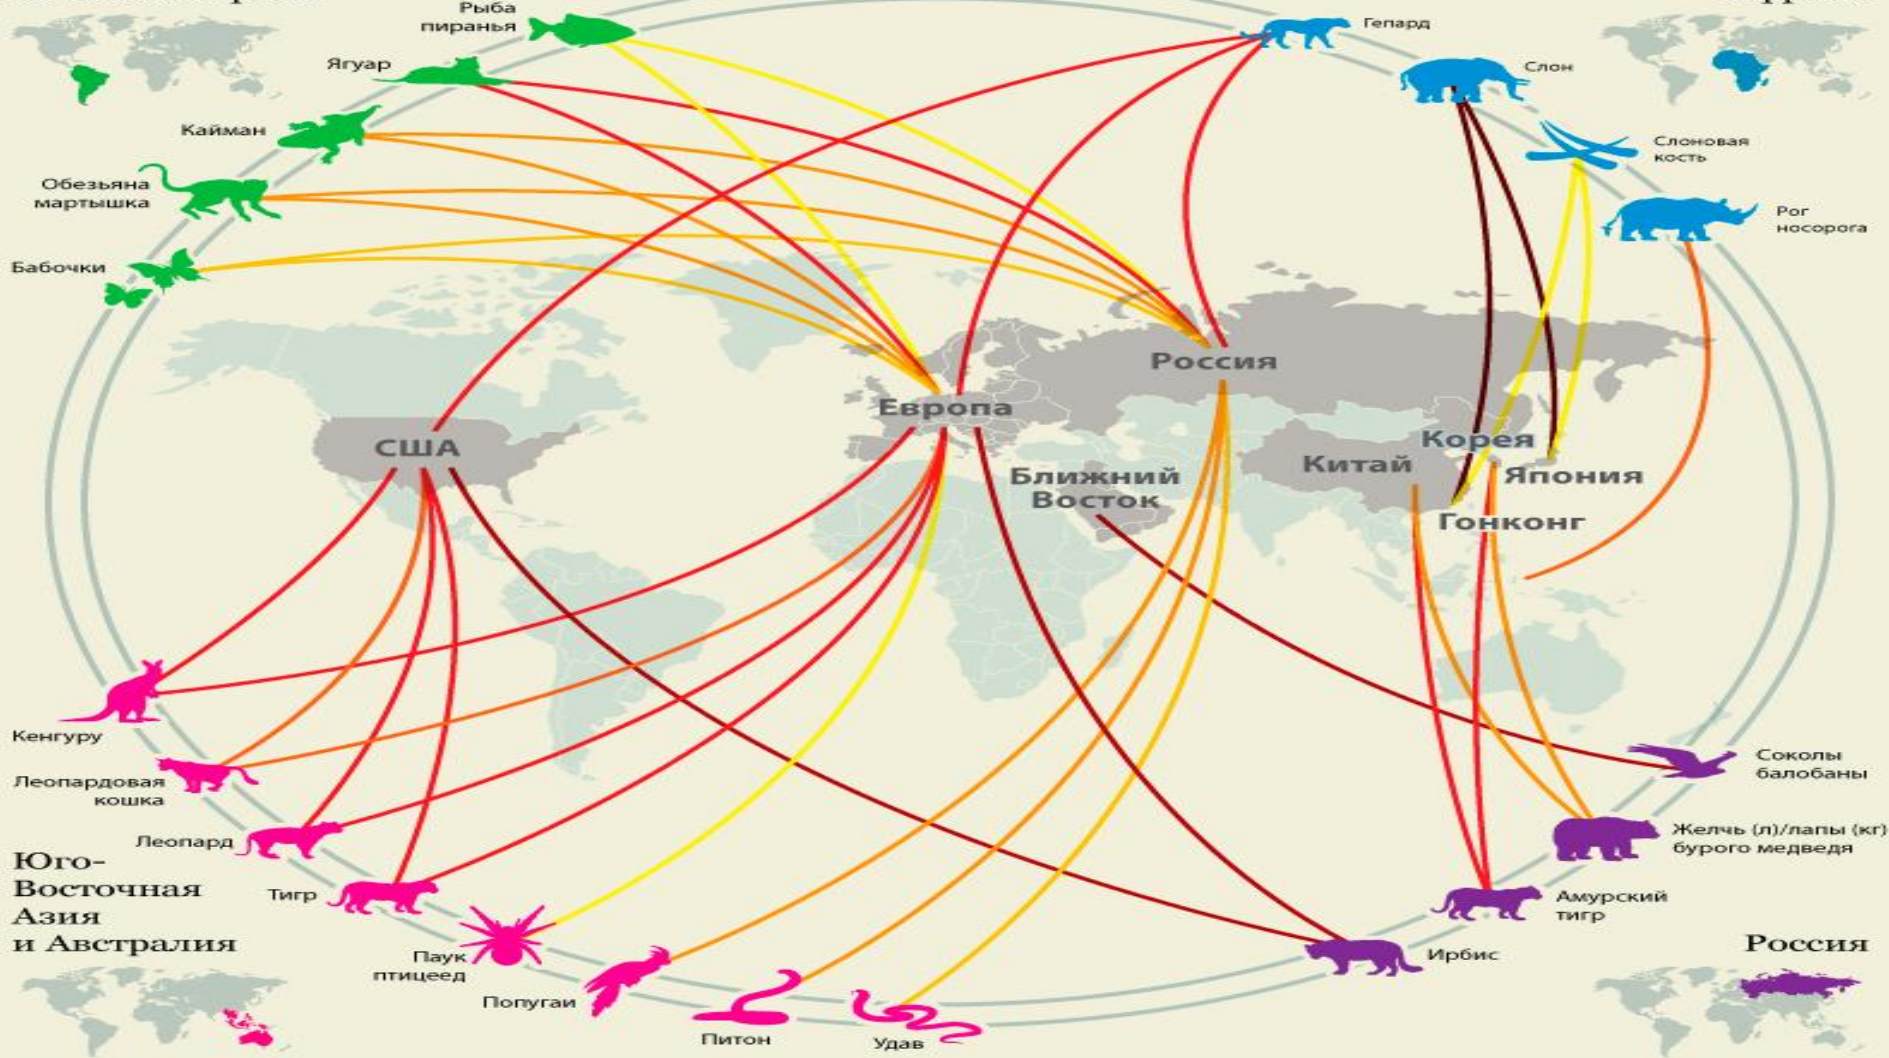 Рыба
пиранья
Гепард
Ягуар
Слон
Кайман
Слоновая
кость
Обезьяна
мартышка
Рог
носорога
Бабочки
Россия
Европа
США
Корея
Китай
Ближний
Восток
Япония
Гонконг
Кенгуру
Соколы
балобаны
Леопардовая
кошка
Желчь (л)/лапы (кг)
бурого медведя
Леопард
Юго-
Восточная
Азия
и Австралия
Тигр
Амурский
тигр
Паук
птицеед
Ирбис
Россия
Попугаи
Питон
Удав